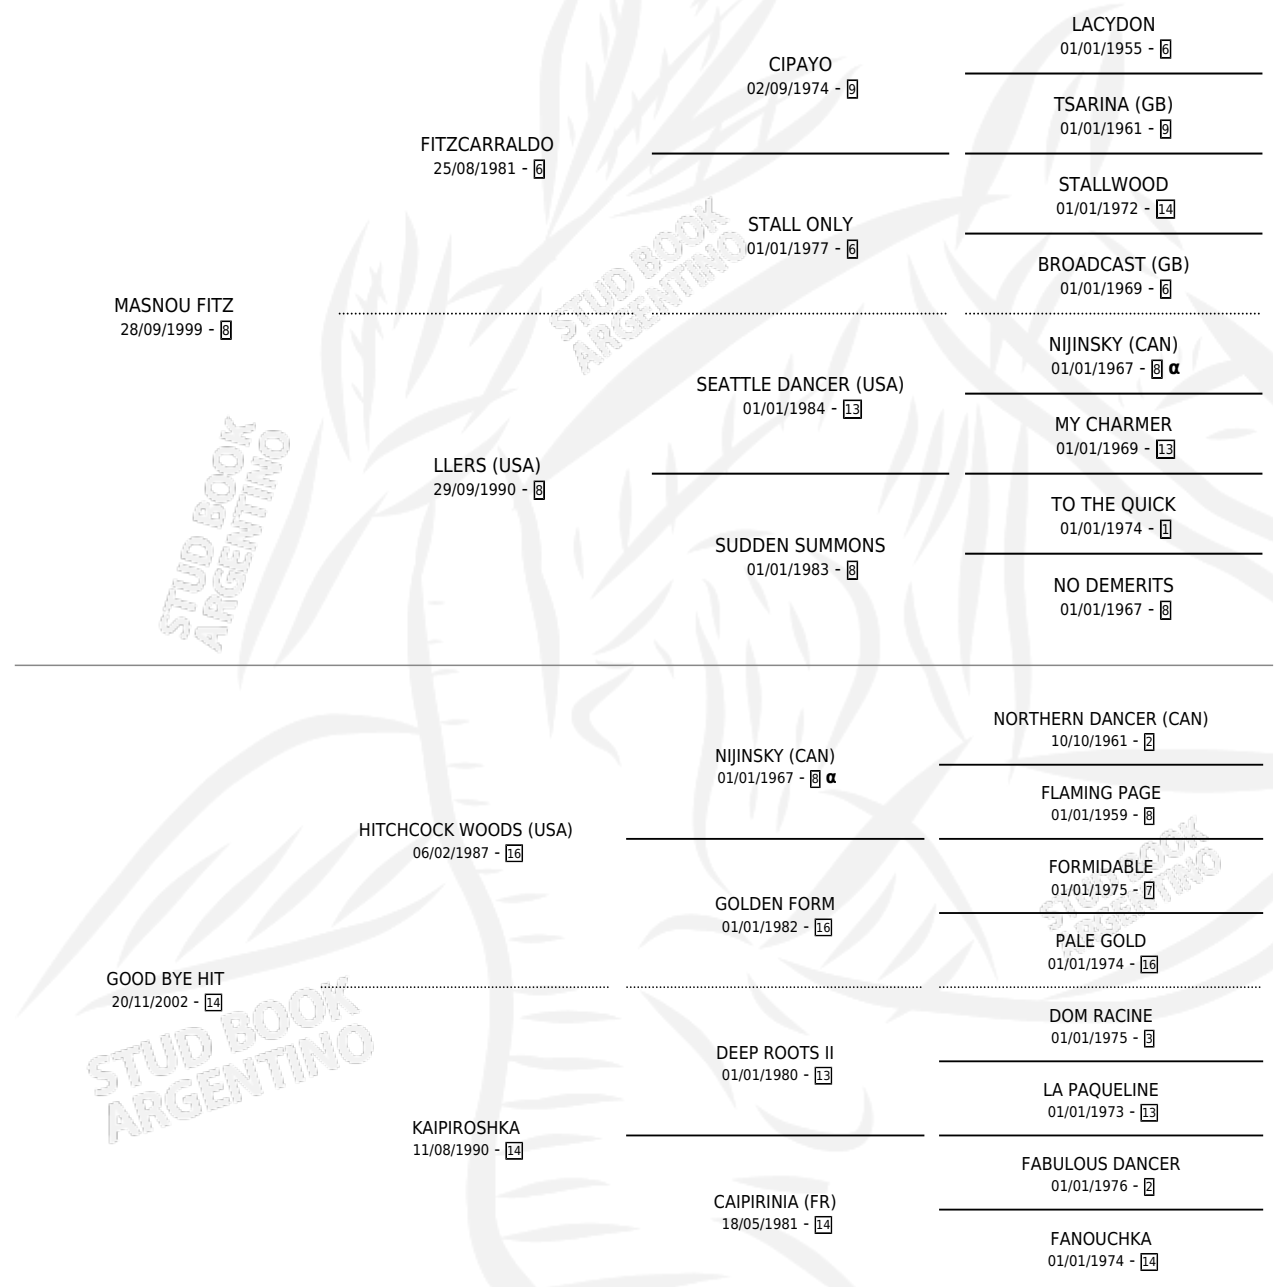 LACYDON
01/01/1955 - 6
CIPAYO
02/09/1974 - 9
TSARINA (GB)
01/01/1961 - 9
FITZCARRALDO
25/08/1981 - 6
STALLWOOD
01/01/1972 - 14
STALL ONLY
01/01/1977 - 6
BROADCAST (GB)
01/01/1969 - 6
MASNOU FITZ
28/09/1999 - 8
STUD BOOK
ARGENTINO
NIJINSKY (CAN)
01/01/1967 - 8 α
SEATTLE DANCER (USA)
01/01/1984 - 13
MY CHARMER
01/01/1969 - 13
LLERS (USA)
29/09/1990 - 8
TO THE QUICK
01/01/1974 - 1
SUDDEN SUMMONS
01/01/1983 - 8
NO DEMERITS
01/01/1967 - 8
STUD BOOK
ARGENTINO
NORTHERN DANCER (CAN)
10/10/1961 - 2
NIJINSKY (CAN)
01/01/1967 - 8 α
FLAMING PAGE
01/01/1959 - 8
HITCHCOCK WOODS (USA)
06/02/1987 - 16
FORMIDABLE
01/01/1975 - 7
GOLDEN FORM
01/01/1982 - 16
PALE GOLD
01/01/1974 - 16
STUD BOOK
ARGENTINO
GOOD BYE HIT
20/11/2002 - 14
DOM RACINE
01/01/1975 - 3
DEEP ROOTS II
01/01/1980 - 13
LA PAQUELINE
01/01/1973 - 13
STUD BOOK
ARGENTINO
KAIPIROSHKA
11/08/1990 - 14
FABULOUS DANCER
01/01/1976 - 2
CAIPIRINIA (FR)
18/05/1981 - 14
FANOUCHKA
01/01/1974 - 14